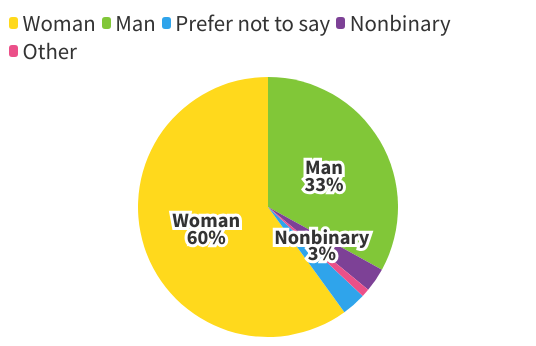 Woman Man Prefer not to say Nonbinary
Other
Man
33%
Woman
60%
Nonbinary
3%